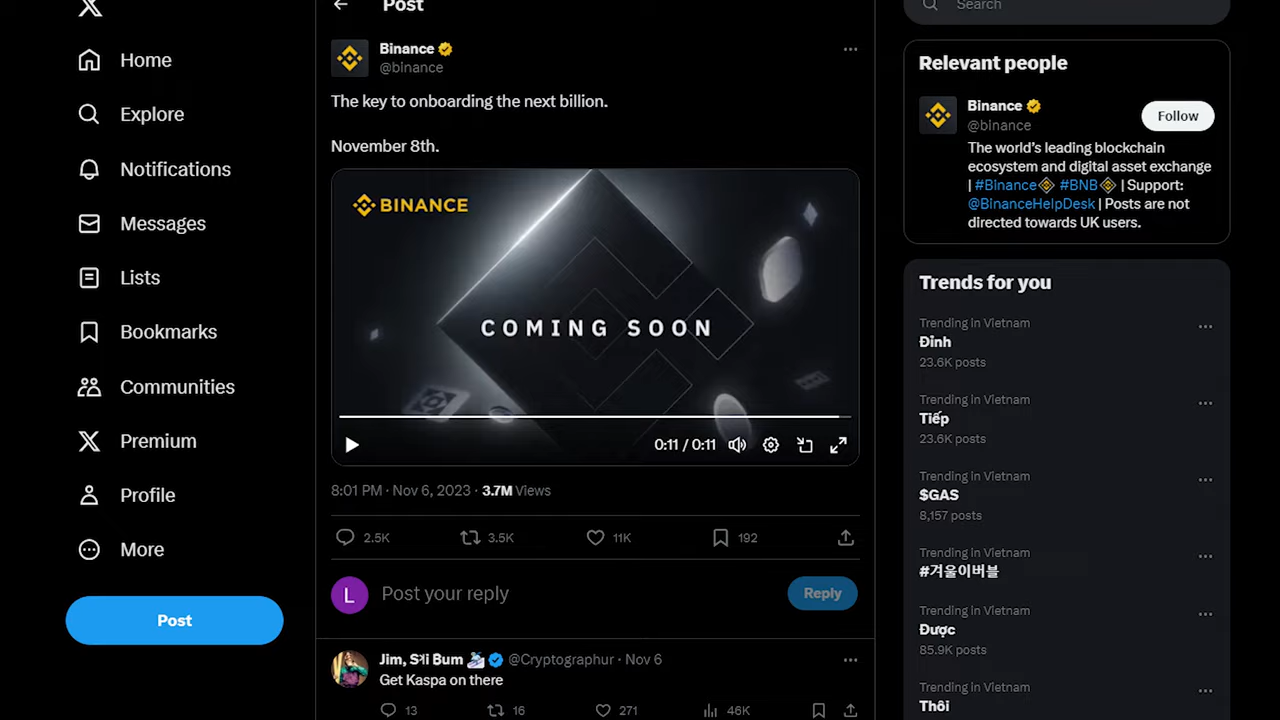 Home
Explore
Notifications
Messages
Lists
Bookmarks
Communities
Premium
Profile
More
Post
Post
Binance
@binance
The key to onboarding the next billion.
November 8th.
BINANCE
COMING SOON
0:11 / 0:11
8:01 PM · Nov 6, 2023 · 3.7M Views
2.5K 3.5K 11K 192
L Post your reply Reply
@Cryptographur · Nov 6
Get Kaspa on there
13 16 271 46K
Search
Relevant people
Binance
@binance
Follow
The world's leading blockchain
ecosystem and digital asset exchange
| #Binance #BNB | Support:
@BinanceHelpDesk | Posts are not
directed towards UK users.
Trends for you
Trending in Vietnam
Đỉnh
23.6K posts
Trending in Vietnam
Tiếp
23.6K posts
Trending in Vietnam
$GAS
8,157 posts
Trending in Vietnam
#겨울이버블
Trending in Vietnam
Được
85.9K posts
Trending in Vietnam
Thôi